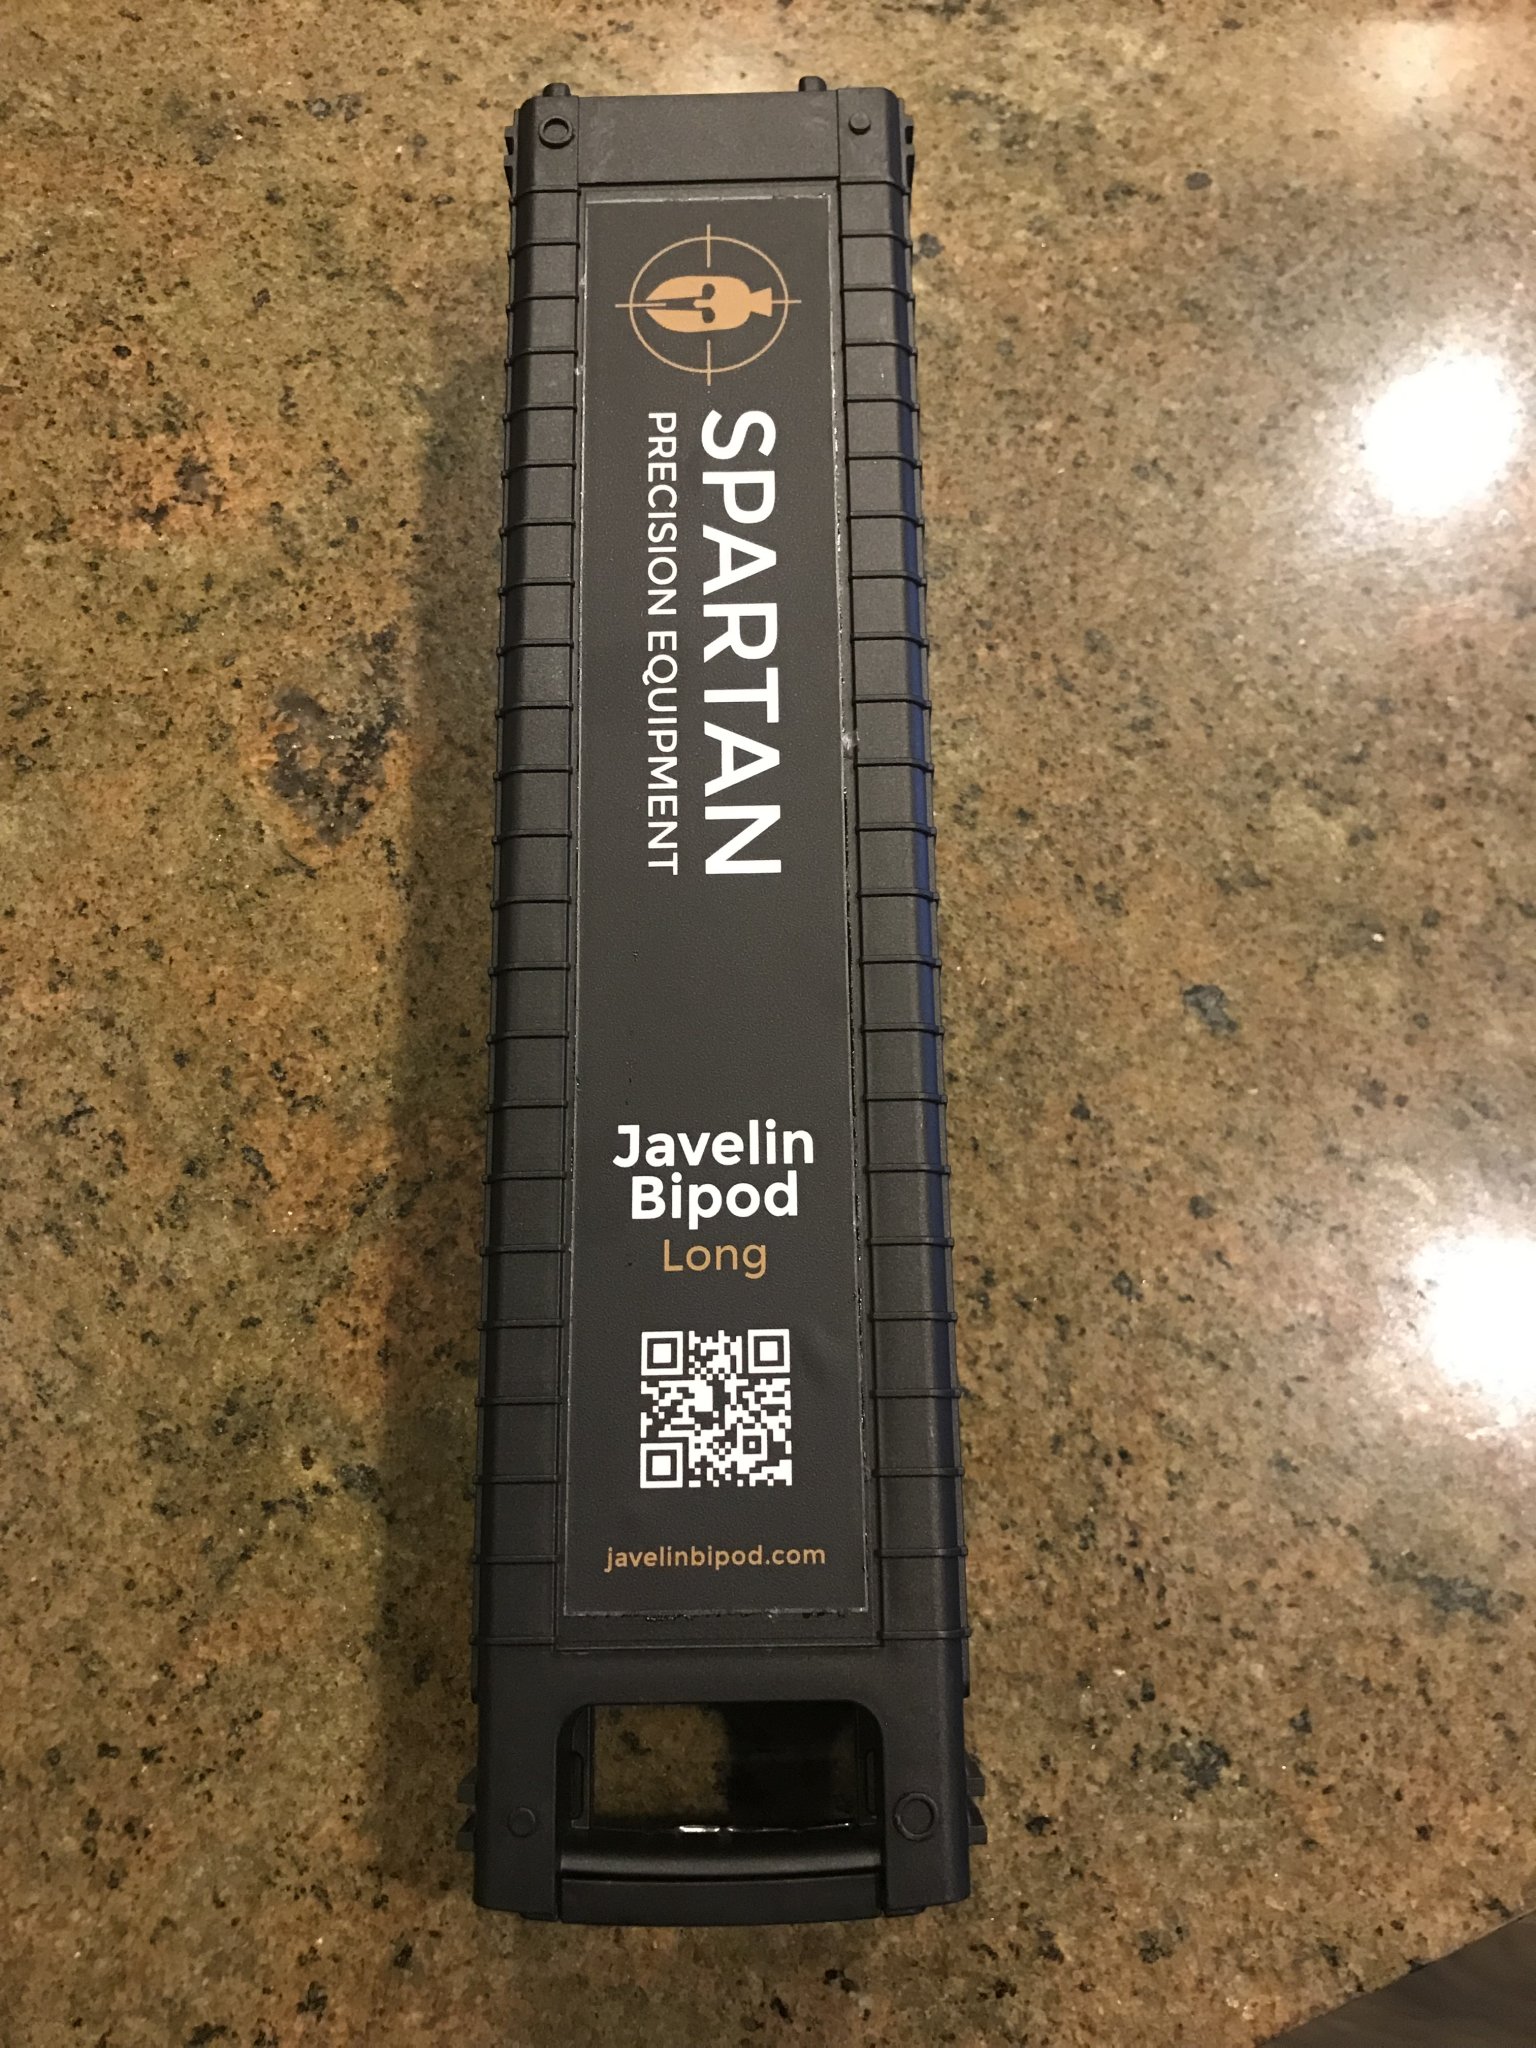 SPARTAN
PRECISION EQUIPMENT
Javelin
Bipod
Long
javelinbipod.com